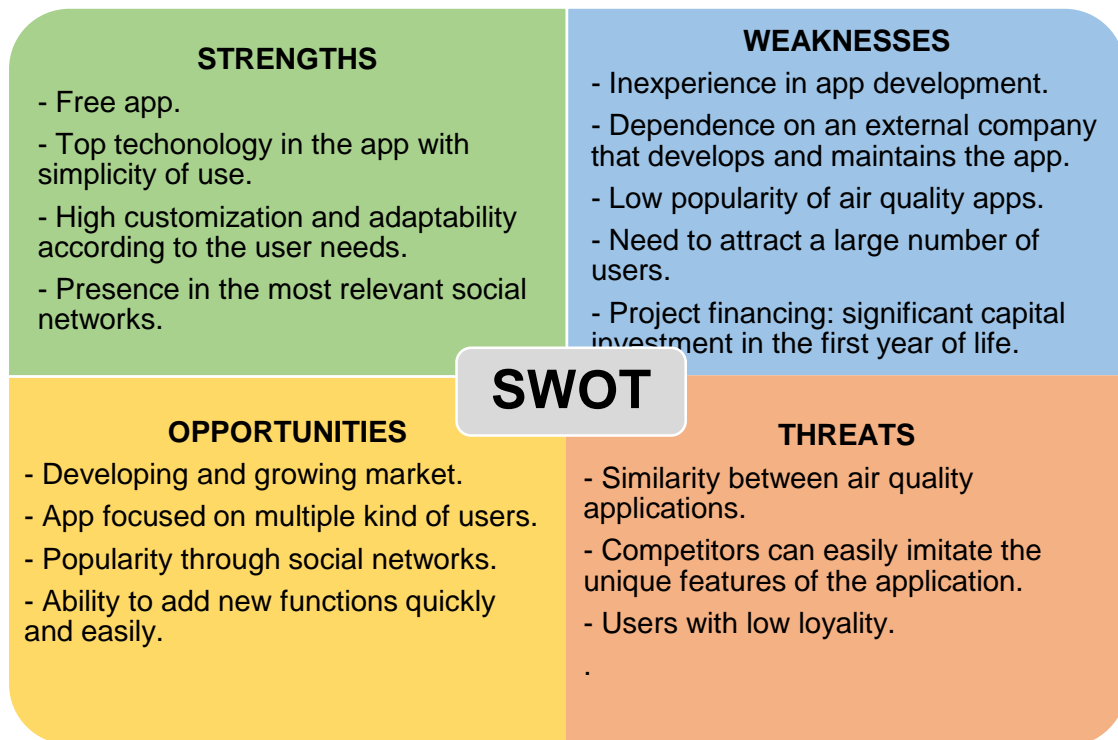 STRENGTHS
- Free app.
- Top techonology in the app with
simplicity of use.
- High customization and adaptability
according to the user needs.
- Presence in the most relevant social
networks.
WEAKNESSES
- Inexperience in app development.
- Dependence on an external company
that develops and maintains the app.
- Low popularity of air quality apps.
- Need to attract a large number of
users.
- Project financing: significant capital
investment in the first year of life.
SWOT
OPPORTUNITIES
- Developing and growing market.
- App focused on multiple kind of users.
- Popularity through social networks.
- Ability to add new functions quickly
and easily.
THREATS
- Similarity between air quality
applications.
- Competitors can easily imitate the
unique features of the application.
- Users with low loyality.
.